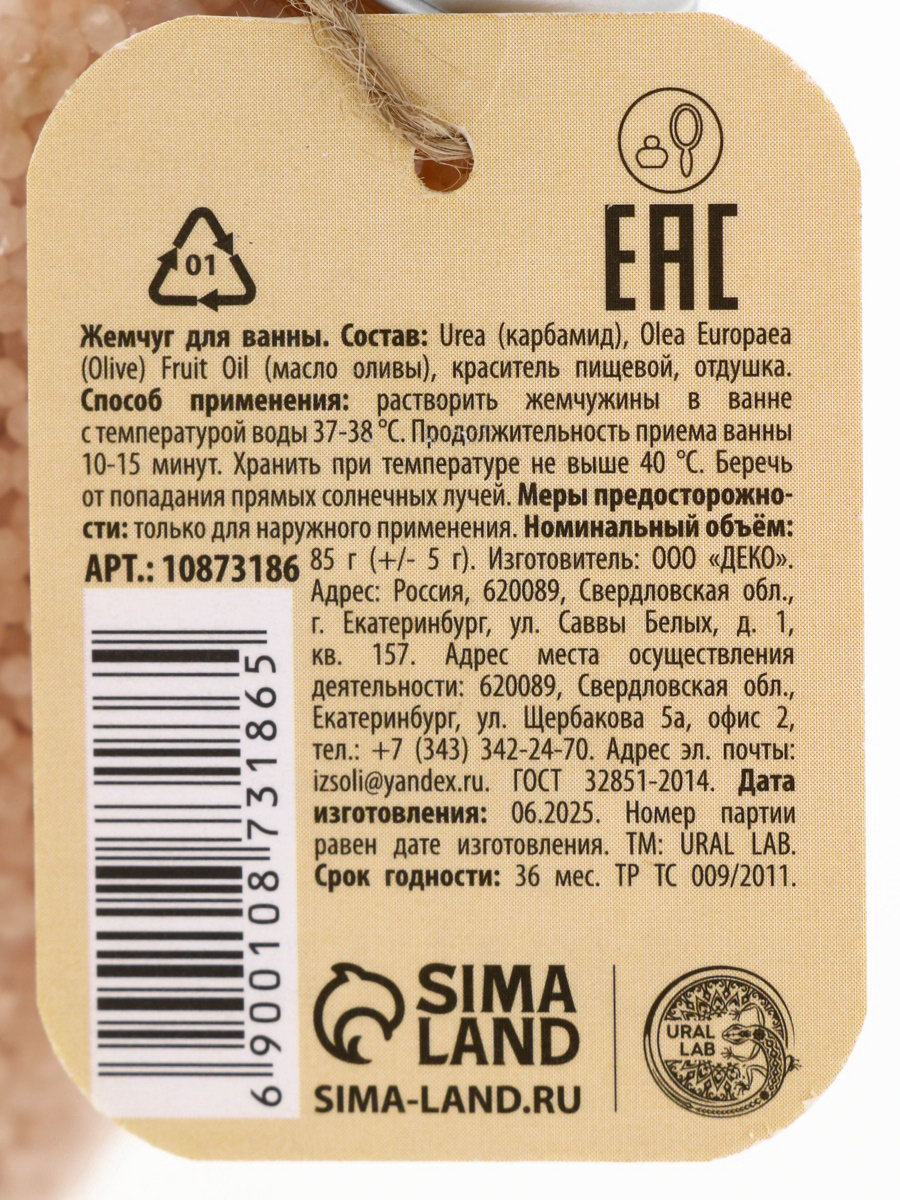 01
ЕАС
Жемчуг для ванны. Состав: Urea (карбамид), Olea Europaea
(Olive) Fruit Oil (масло оливы), краситель пищевой, отдушка.
Способ применения: растворить жемчужины в ванне
с температурой воды 37-38 °С. Продолжительность приема ванны
10-15 минут. Хранить при температуре не выше 40 °С. Беречь
от попадания прямых солнечных лучей. Меры предосторожно-
сти: только для наружного применения. Номинальный объём:
АРТ.: 10873186 85 г (+/- 5 г). Изготовитель: ООО «ДЕКО».
Адрес: Россия, 620089, Свердловская обл.,
г. Екатеринбург, ул. Саввы Белых, д. 1,
кв. 157. Адрес места осуществления
деятельности: 620089, Свердловская обл.,
Екатеринбург, ул. Щербакова 5а, офис 2,
тел.: +7 (343) 342-24-70. Адрес эл. почты:
izsoli@yandex.ru. ГОСТ 32851-2014. Дата
изготовления: 06.2025. Номер партии
равен дате изготовления. ТМ: URAL LAB.
Срок годности: 36 мес. ТР ТС 009/2011.
6900108731865
SIMA
LAND
SIMA-LAND.RU
URAL
LAB